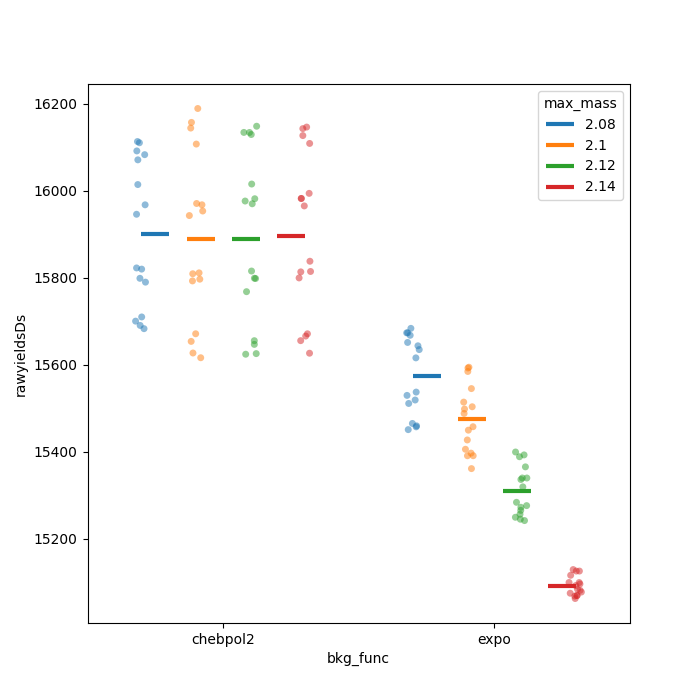 max_mass
2.08
2.1
2.12
2.14
16200
16000
15800
15600
15400
15200
rawyieldsDs
chebpol2
expo
bkg_func